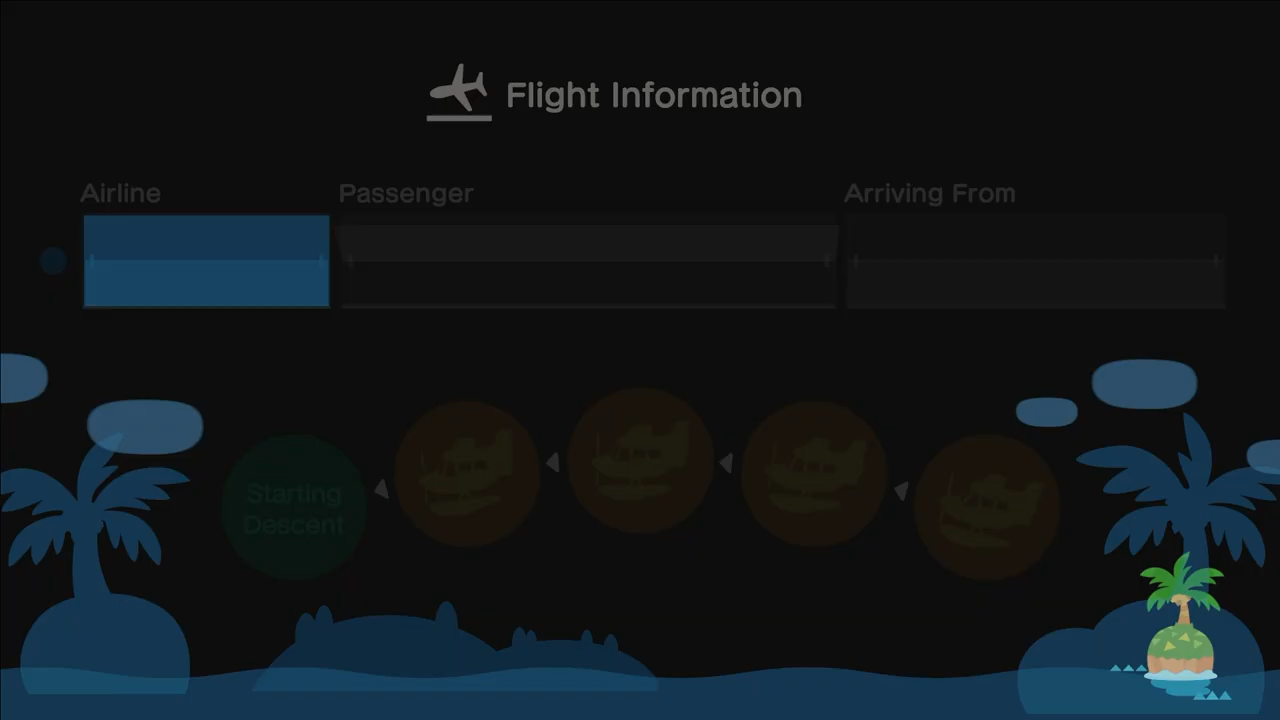 Flight Information
Airline Passenger Arriving From
Starting
Descent